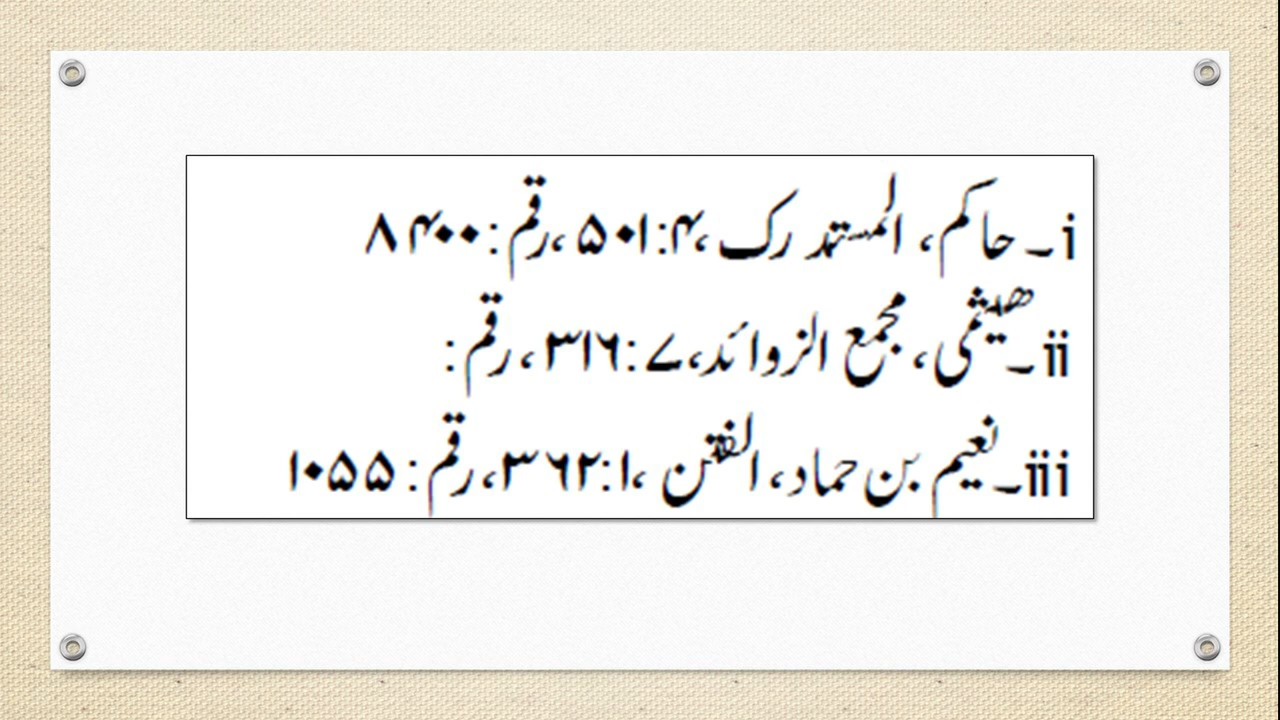 i۔ حاکم، المستدرک، ۴:۵۰۱، رقم: ۸۴۰۰
ii۔ ھیثمی، مجمع الزوائد، ۷:۳۱۶، رقم:
iii۔ نعیم بن حماد، الفتن، ۱:۳۶۲، رقم: ۱۰۵۵